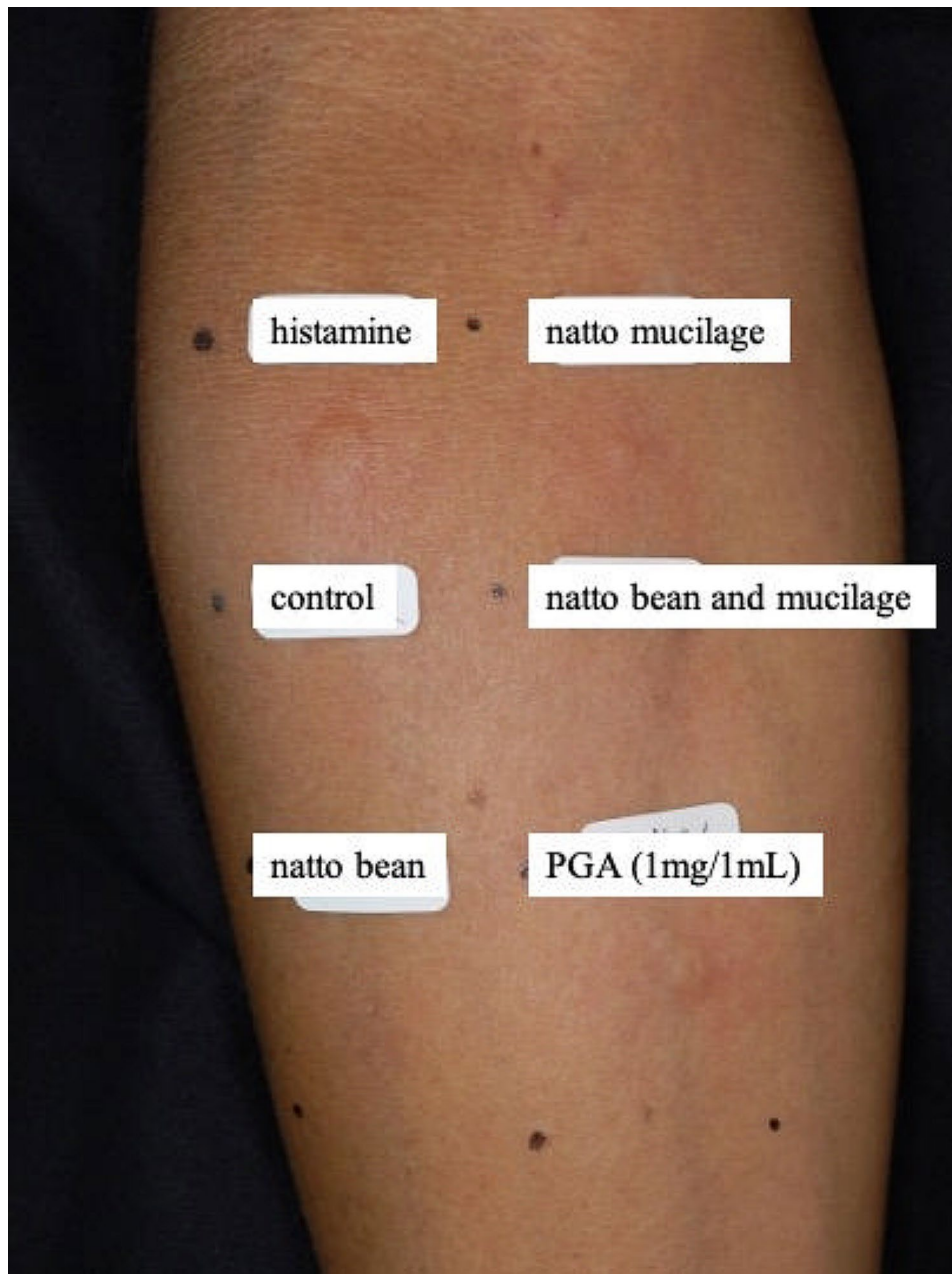 histamine
natto mucilage
control
natto bean and mucilage
natto bean
PGA (1mg/1mL)